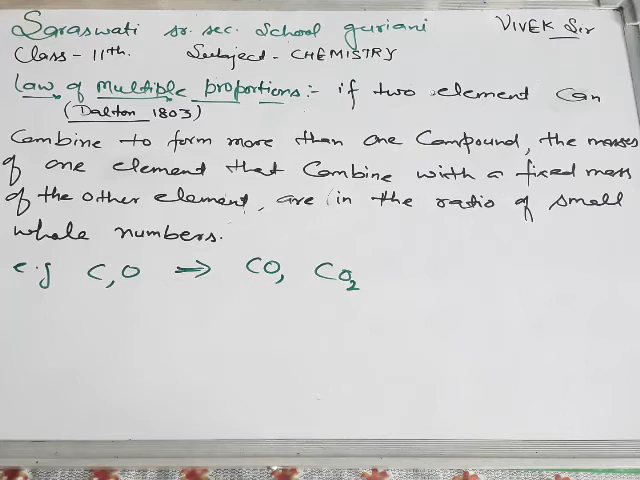 Saraswati sr. sec. School guriani VIVEK Sir
Class - 11th. Subject - CHEMISTRY
Law of Multiple proportions:- if two element can
(Dalton 1803)
Combine to form more than one Compound, the masses
of one element that Combine with a fixed mass
of the other element, are in the ratio of small
whole numbers.
e.g C, O ⇒ CO, CO₂